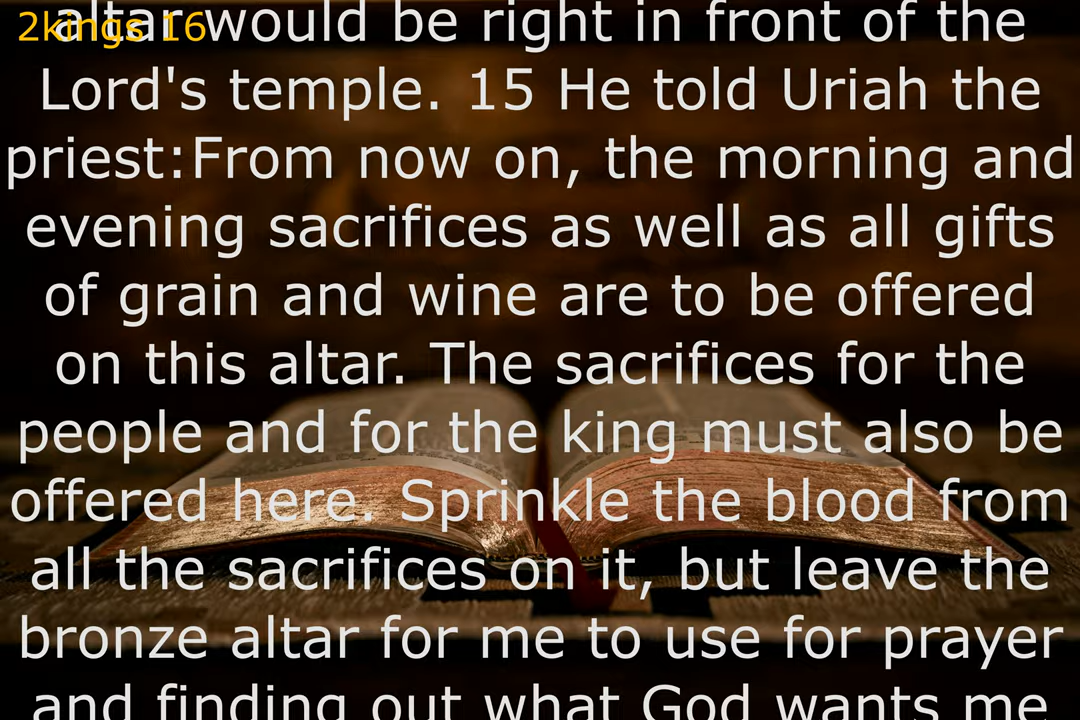 2kings 16
altar would be right in front of the
Lord's temple. 15 He told Uriah the
priest:From now on, the morning and
evening sacrifices as well as all gifts
of grain and wine are to be offered
on this altar. The sacrifices for the
people and for the king must also be
offered here. Sprinkle the blood from
all the sacrifices on it, but leave the
bronze altar for me to use for prayer
and finding out what God wants me